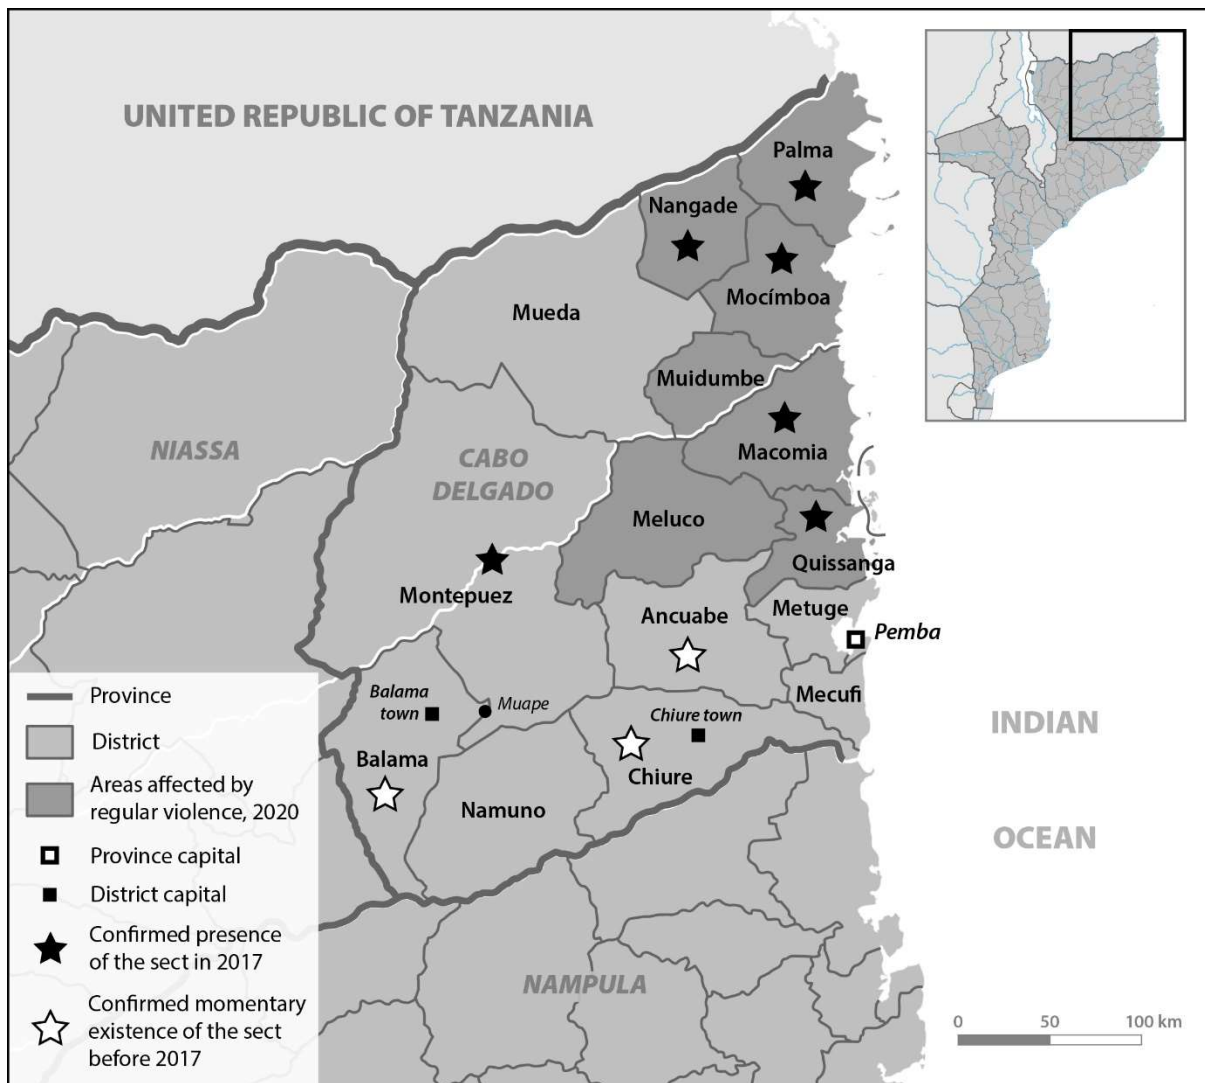 UNITED REPUBLIC OF TANZANIA
Palma
Nangade
Mocímboa
Mueda
Muidumbe
NIASSA
CABO
DELGADO
Macomia
Meluco
Quissanga
Montepuez
Ancuabe
Metuge
Pemba
Mecufi
Balama
town
Muape
Chiure town
Balama
Chiure
Namuno
INDIAN
OCEAN
NAMPULA
Province
District
Areas affected by
regular violence, 2020
Province capital
District capital
Confirmed presence
of the sect in 2017
Confirmed momentary
existence of the sect
before 2017
0 50 100 km